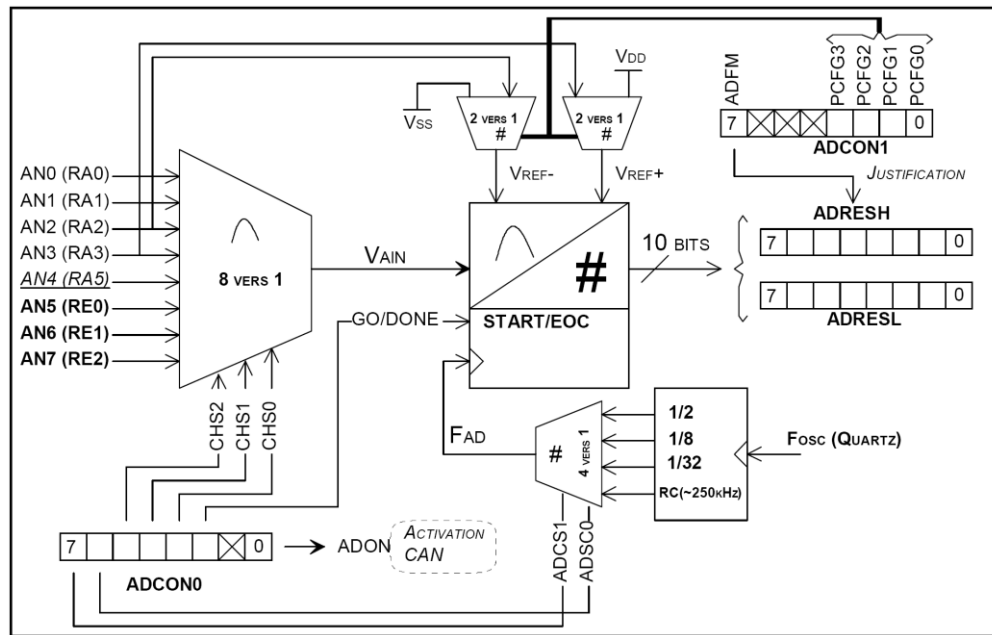 VDD
VSS
2 VERS 1
#
2 VERS 1
#
ADFM
PCFG3
PCFG2
PCFG1
PCFG0
7
0
ADCON1
VREF-
VREF+
JUSTIFICATION
AN0 (RA0)
AN1 (RA1)
AN2 (RA2)
AN3 (RA3)
AN4 (RA5)
AN5 (RE0)
AN6 (RE1)
AN7 (RE2)
8 VERS 1
VAIN
#
10 BITS
ADRESH
7
0
7
0
ADRESL
GO/DONE
START/EOC
CHS2
CHS1
CHS0
FAD
#
4 VERS 1
1/2
1/8
1/32
RC(~250KHZ)
FOSC (QUARTZ)
ADCS1
ADSC0
7
0
ADON
ACTIVATION
CAN
ADCON0